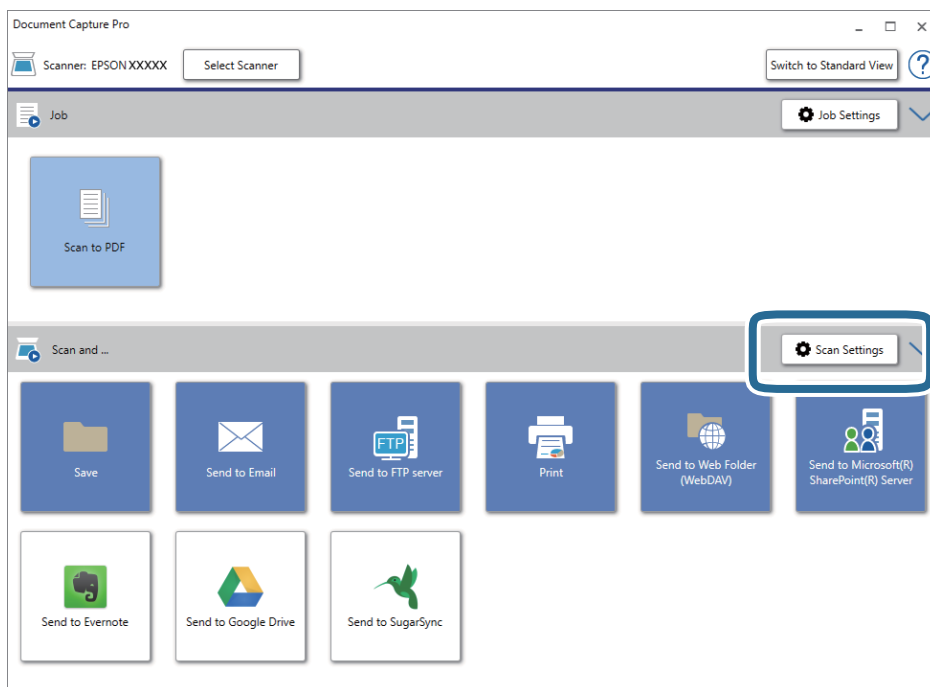 Document Capture Pro
Scanner: EPSON XXXXX
Select Scanner
Switch to Standard View
?
Job
Job Settings
Scan to PDF
Scan and ...
Scan Settings
Save
Send to Email
FTP
Send to FTP server
Print
Send to Web Folder
(WebDAV)
Send to Microsoft(R)
SharePoint(R) Server
Send to Evernote
Send to Google Drive
Send to SugarSync